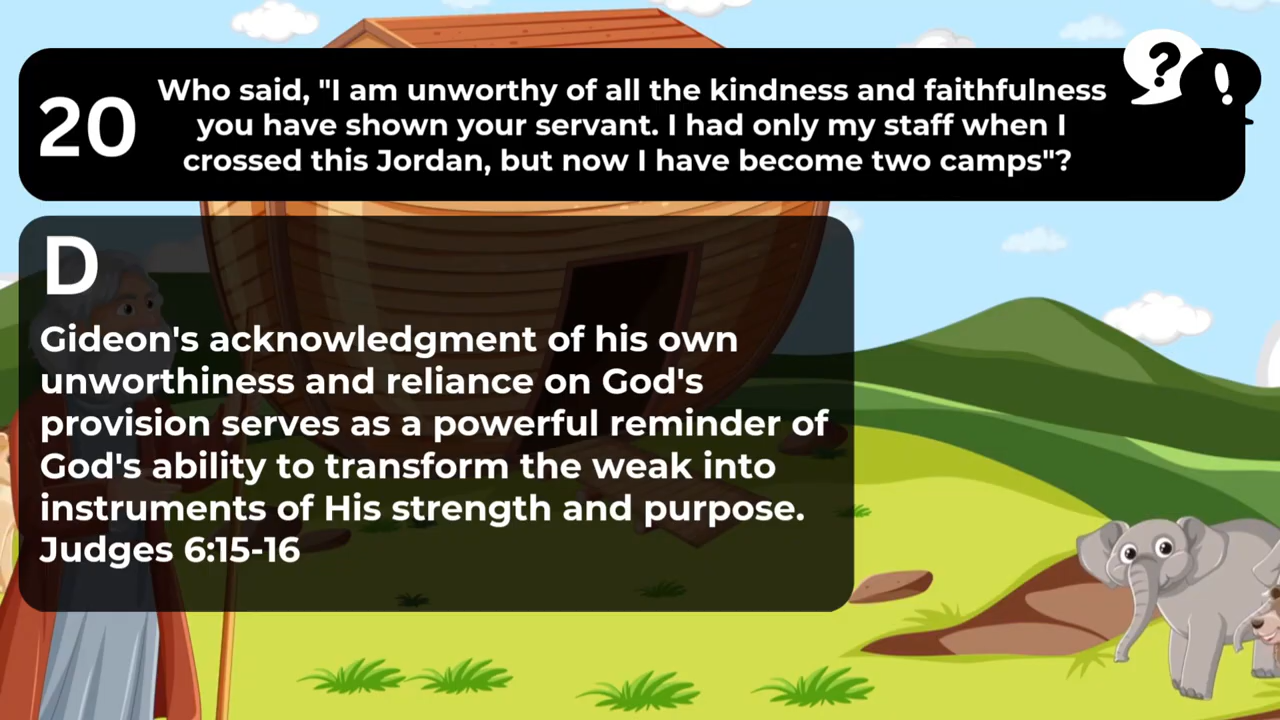 20
Who said, "I am unworthy of all the kindness and faithfulness
you have shown your servant. I had only my staff when I
crossed this Jordan, but now I have become two camps"?
? !
D
Gideon's acknowledgment of his own
unworthiness and reliance on God's
provision serves as a powerful reminder of
God's ability to transform the weak into
instruments of His strength and purpose.
Judges 6:15-16